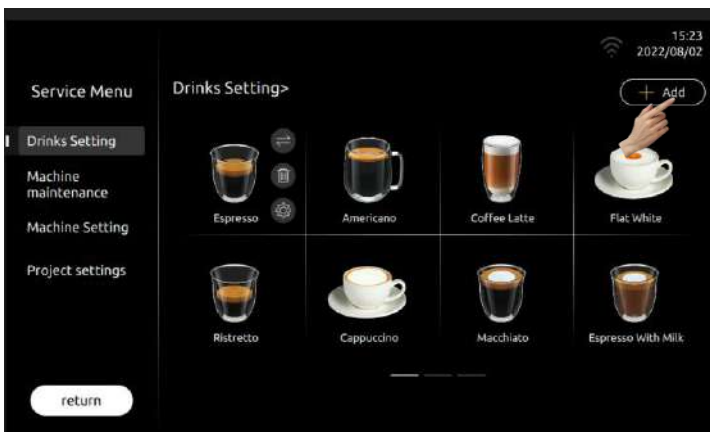 15:23
2022/08/02
Service Menu
Drinks Setting>
+ Add
Drinks Setting
Machine
maintenance
Machine Setting
Project settings
Espresso
Americano
Coffee Latte
Flat White
Ristretto
Cappuccino
Macchiato
Espresso With Milk
return